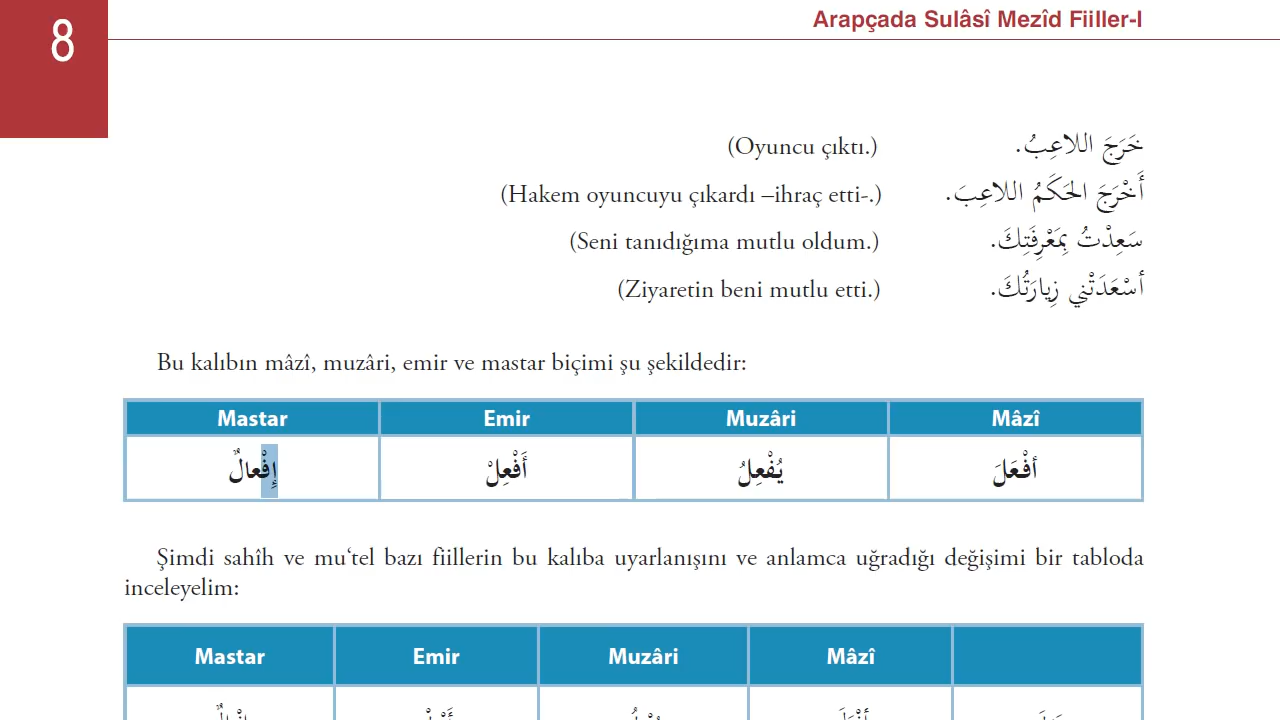 8
Arapçada Sulâsî Mezîd Fiiller-I
(Oyuncu çıktı.) خَرَجَ اللاعِبُ.
(Hakem oyuncuyu çıkardı –ihraç etti-.) أَخْرَجَ الحَكَمُ اللاعِبَ.
(Seni tanıdığıma mutlu oldum.) سَعِدْتُ بِمَعْرِفَتِكَ.
(Ziyaretin beni mutlu etti.) أسْعَدَتْني زِيارَتُكَ.
Bu kalıbın mâzî, muzâri, emir ve mastar biçimi şu şekildedir:
Mastar Emir Muzâri Mâzî
إِفْعالٌ أَفْعِلْ يُفْعِلُ أفْعَلَ
Şimdi sahîh ve mu‘tel bazı fiillerin bu kalıba uyarlanışını ve anlamca uğradığı değişimi bir tabloda
inceleyelim:
Mastar Emir Muzâri Mâzî